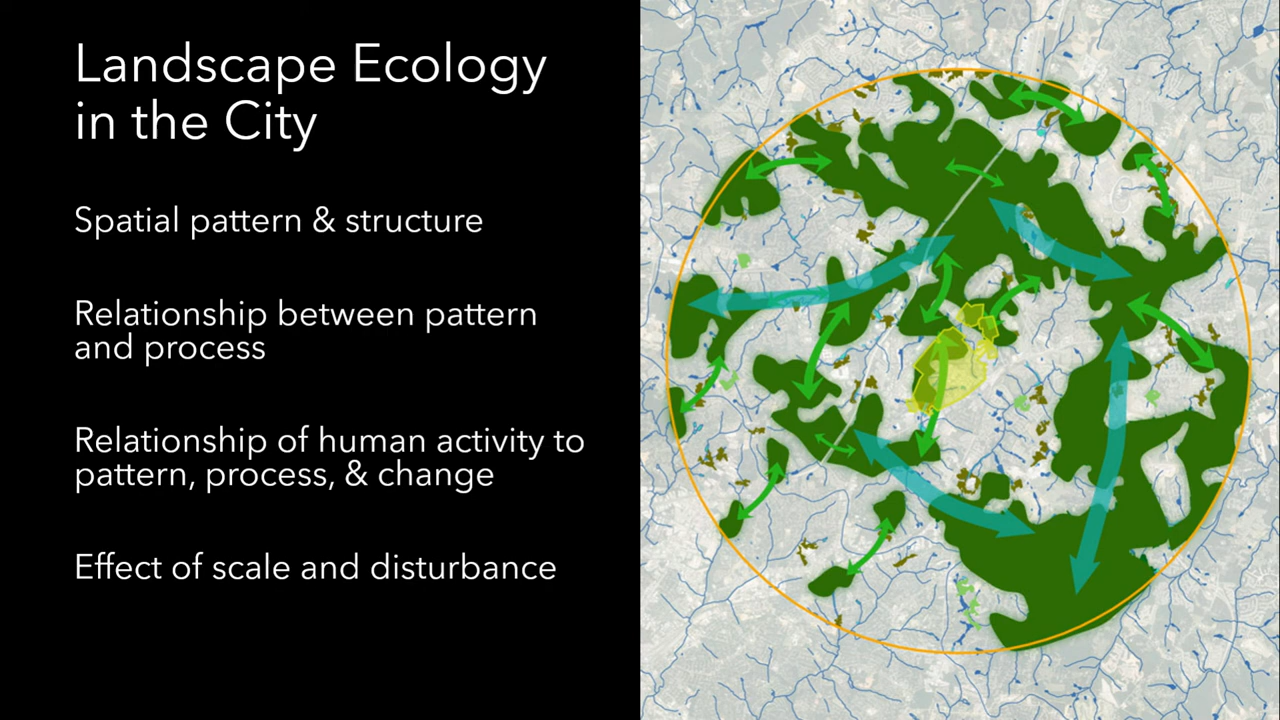 Landscape Ecology
in the City
Spatial pattern & structure
Relationship between pattern
and process
Relationship of human activity to
pattern, process, & change
Effect of scale and disturbance